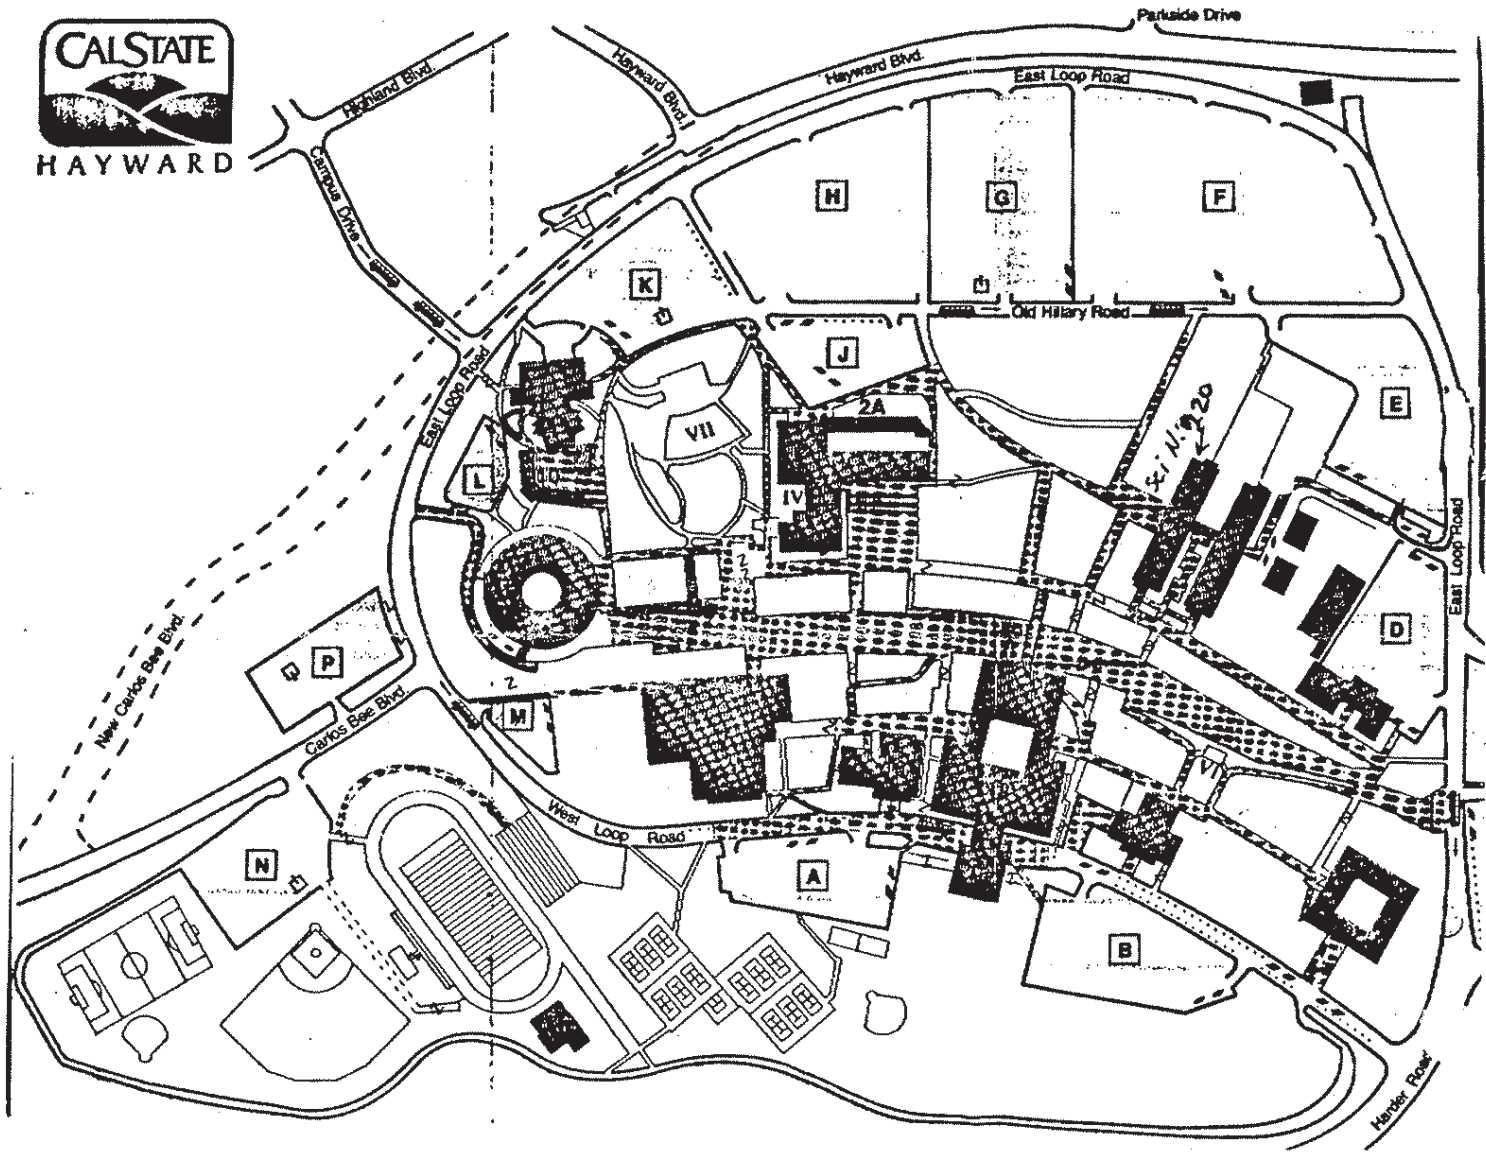 CALSTATE
HAYWARD
Parkside Drive
Hayward Blvd.
Hayward Blvd.
East Loop Road
Highland Blvd.
Campus Drive
H
G
F
K
Old Hillary Road
J
E
East Loop Road
2A
VII
L
IV
East Loop Road
D
P
New Carlos Bee Blvd.
Carlos Bee Blvd.
M
VI
West Loop Road
N
A
B
Harder Road